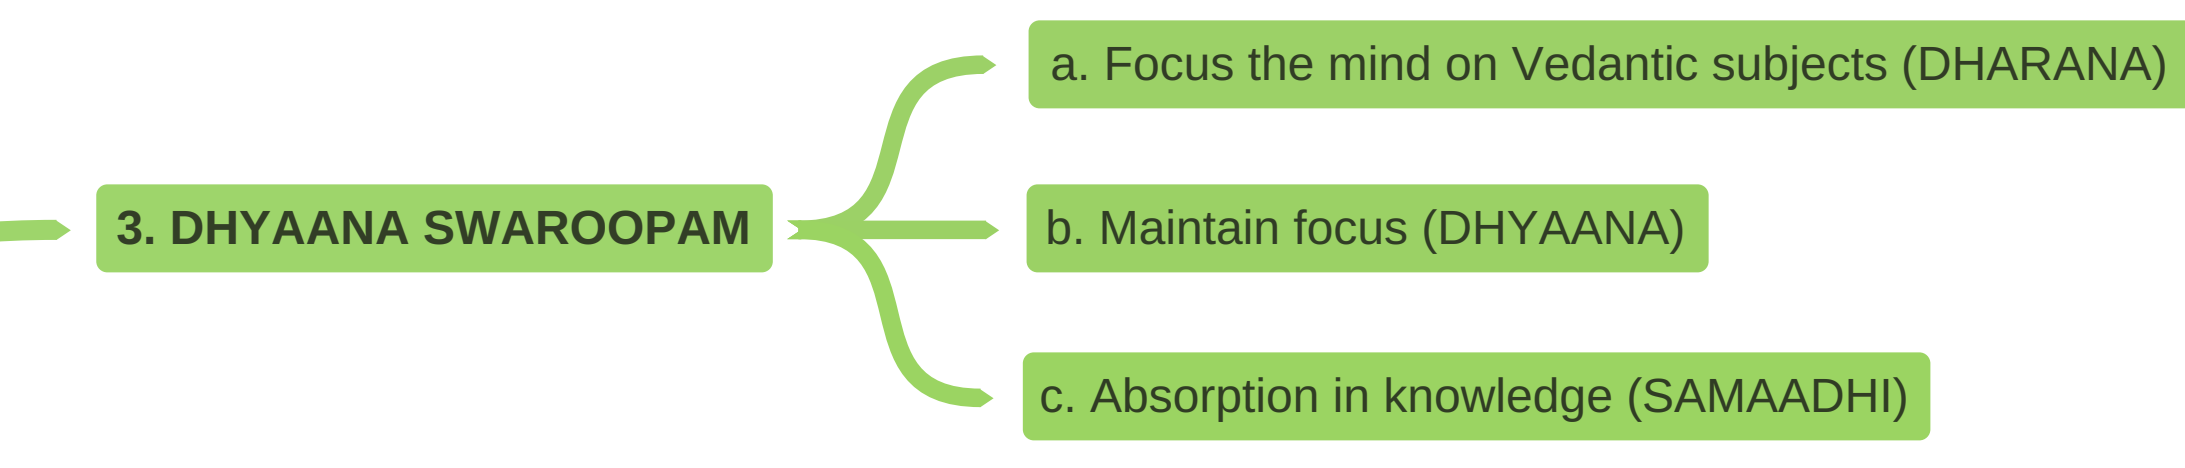 a. Focus the mind on Vedantic subjects (DHARANA)
3. DHYAANA SWAROOPAM
b. Maintain focus (DHYAANA)
c. Absorption in knowledge (SAMAADHI)